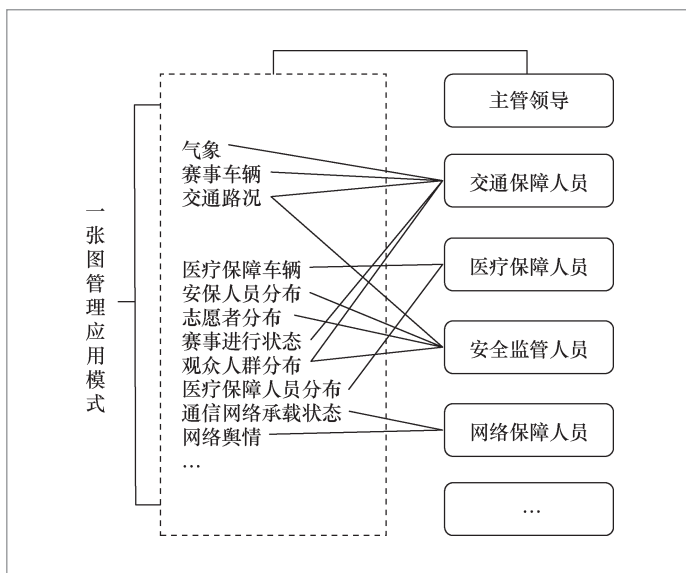 一张图管理应用模式
气象
赛事车辆
交通路况
医疗保障车辆
安保人员分布
志愿者分布
赛事进行状态
观众人群分布
医疗保障人员分布
通信网络承载状态
网络舆情
…
主管领导
交通保障人员
医疗保障人员
安全监管人员
网络保障人员
…